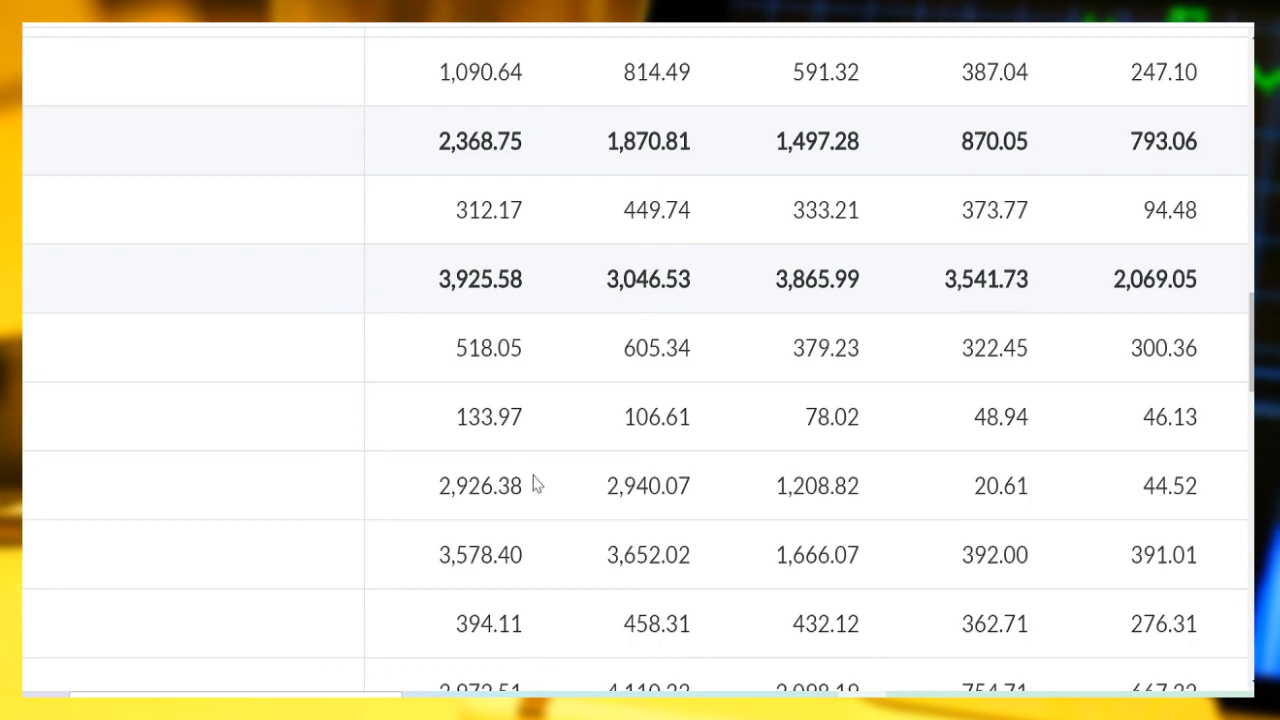 1,090.64 814.49 591.32 387.04 247.10
2,368.75 1,870.81 1,497.28 870.05 793.06
312.17 449.74 333.21 373.77 94.48
3,925.58 3,046.53 3,865.99 3,541.73 2,069.05
518.05 605.34 379.23 322.45 300.36
133.97 106.61 78.02 48.94 46.13
2,926.38 2,940.07 1,208.82 20.61 44.52
3,578.40 3,652.02 1,666.07 392.00 391.01
394.11 458.31 432.12 362.71 276.31